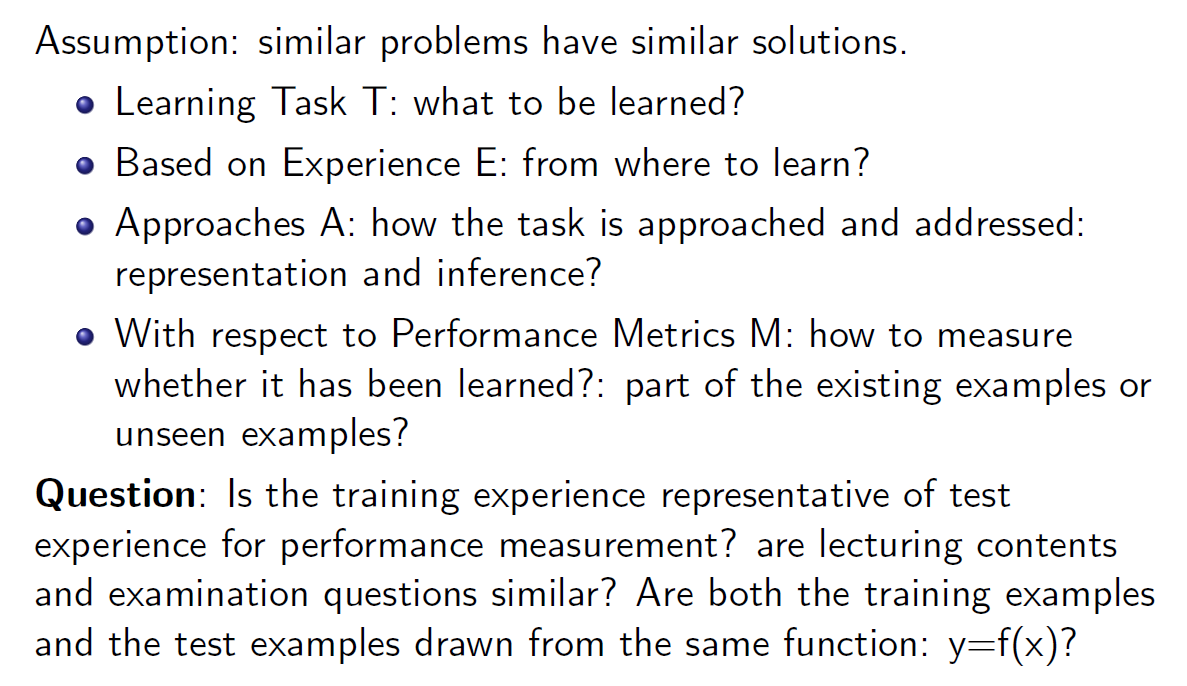 Assumption: similar problems have similar solutions.
Learning Task T: what to be learned?
Based on Experience E: from where to learn?
Approaches A: how the task is approached and addressed:
representation and inference?
With respect to Performance Metrics M: how to measure
whether it has been learned?: part of the existing examples or
unseen examples?
Question: Is the training experience representative of test
experience for performance measurement? are lecturing contents
and examination questions similar? Are both the training examples
and the test examples drawn from the same function: y=f(x)?